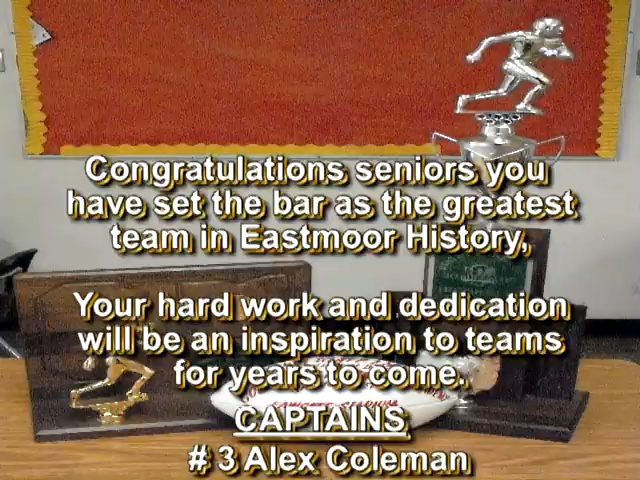 Congratulations seniors you
have set the bar as the greatest
team in Eastmoor History,
Your hard work and dedication
will be an inspiration to teams
for years to come.
CAPTAINS
# 3 Alex Coleman